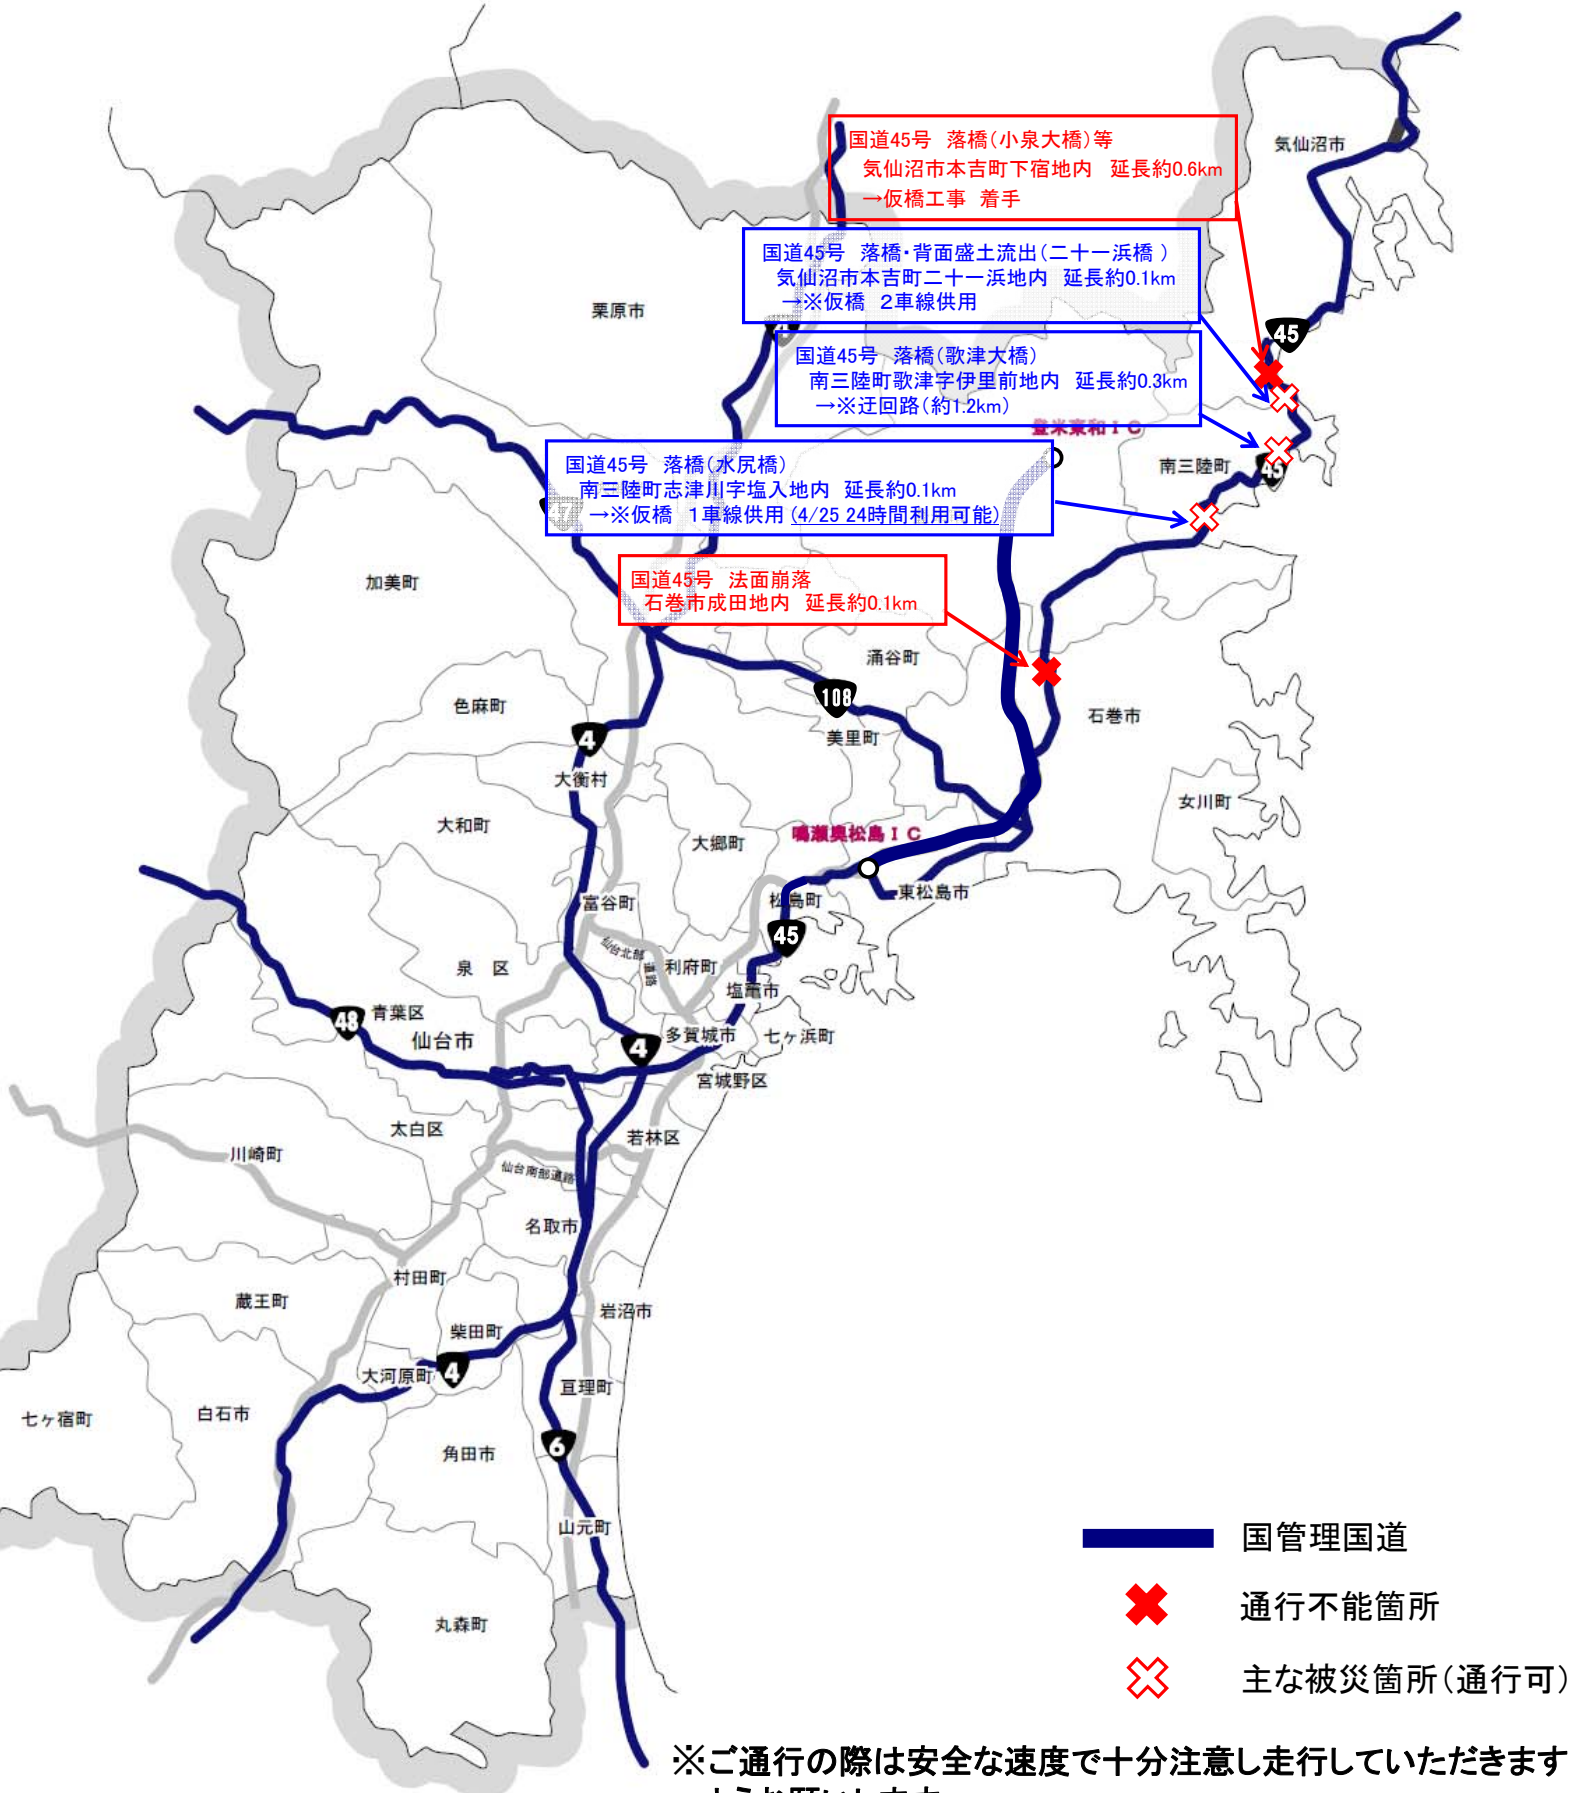 国道45号 落橋(小泉大橋)等
気仙沼市本吉町下宿地内 延長約0.6km
→仮橋工事 着手
気仙沼市
国道45号 落橋・背面盛土流出(二十一浜橋 )
気仙沼市本吉町二十一浜地内 延長約0.1km
→※仮橋 2車線供用
栗原市
45
国道45号 落橋(歌津大橋)
南三陸町歌津字伊里前地内 延長約0.3km
→※迂回路(約1.2km)
登米東和IC
南三陸町
45
国道45号 落橋(水尻橋)
南三陸町志津川字塩入地内 延長約0.1km
→※仮橋 1車線供用 (4/25 24時間利用可能)
47
国道45号 法面崩落
石巻市成田地内 延長約0.1km
加美町
涌谷町
色麻町
108
石巻市
美里町
4
大衡村
女川町
大和町
鳴瀬奥松島IC
大郷町
富谷町
松島町
東松島市
45
仙台北部道路
利府町
泉 区
塩竈市
青葉区
48
仙台市
多賀城市
七ヶ浜町
4
宮城野区
太白区
若林区
川崎町
仙台南部道路
名取市
村田町
蔵王町
岩沼市
柴田町
大河原町
4
亘理町
七ヶ宿町
白石市
角田市
6
山元町
国管理国道
通行不能箇所
丸森町
主な被災箇所(通行可)
※ご通行の際は安全な速度で十分注意し走行していただきます